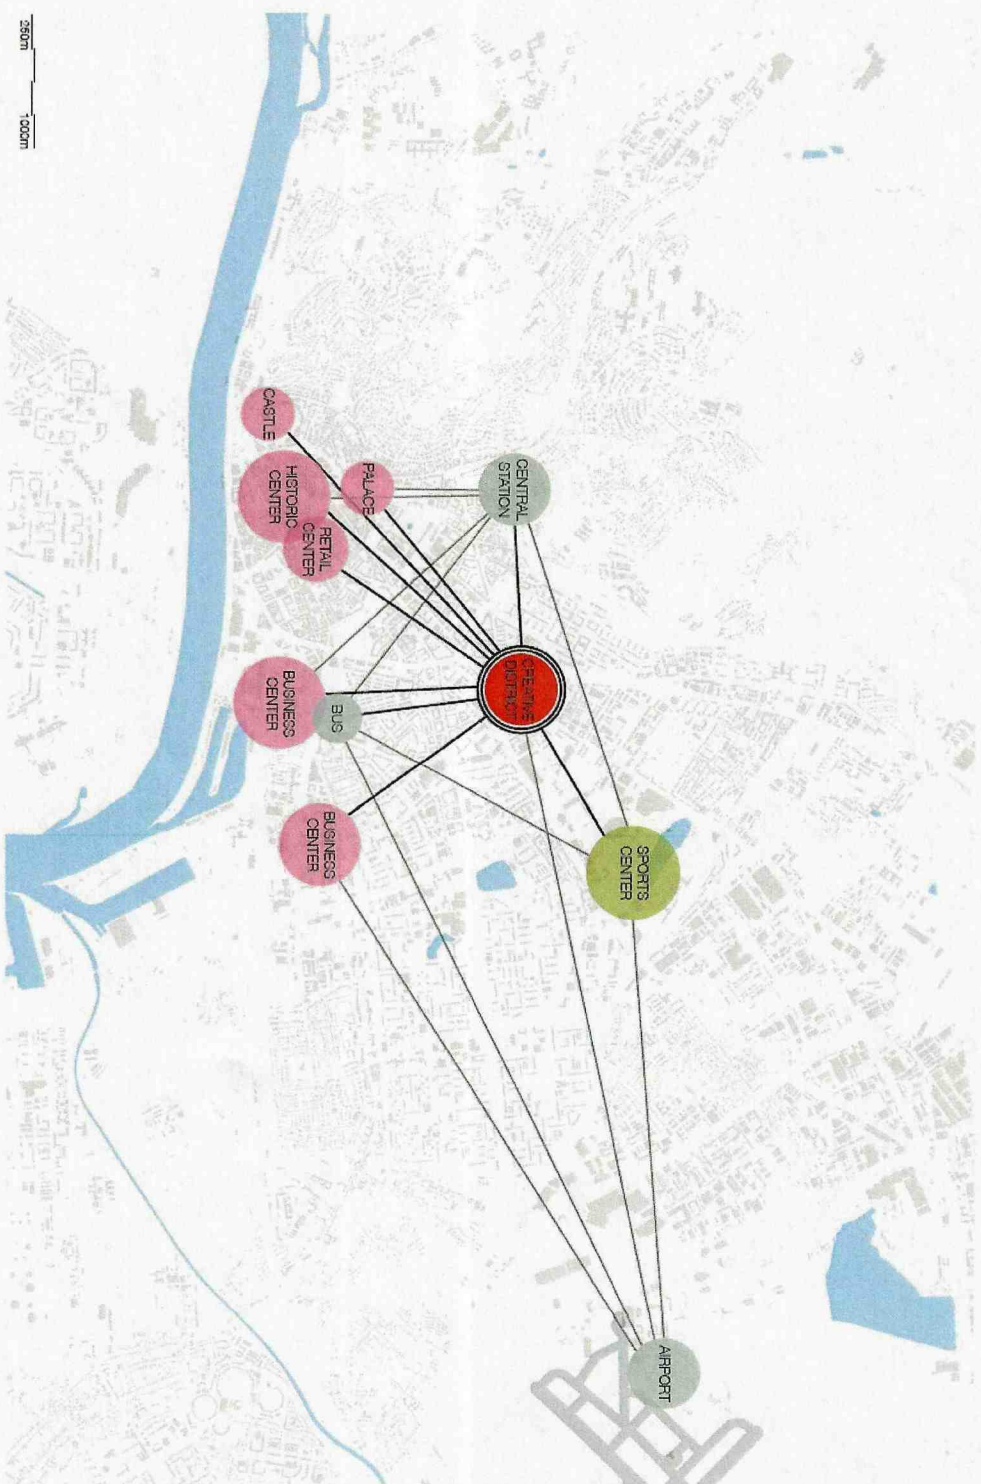 AIRPORT
SPORTS
CENTER
CENTRAL
STATION
CREATIVE
DISTRICT
PALACE
BUS
RETAIL
CENTER
BUSINESS
CENTER
HISTORIC
CENTER
BUSINESS
CENTER
CASTLE
250m 1000m